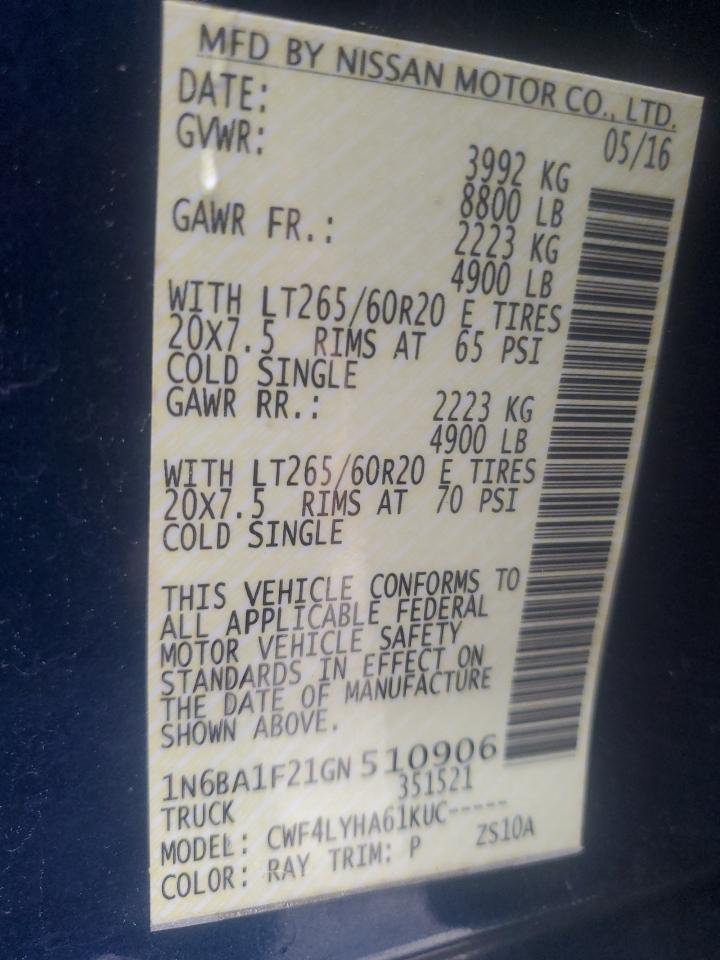 MFD BY NISSAN MOTOR CO., LTD.
DATE: 05/16
GVWR: 3992 KG
8800 LB
GAWR FR.: 2223 KG
4900 LB
WITH LT265/60R20 E TIRES
20X7.5 RIMS AT 65 PSI
COLD SINGLE
GAWR RR.: 2223 KG
4900 LB
WITH LT265/60R20 E TIRES
20X7.5 RIMS AT 70 PSI
COLD SINGLE
THIS VEHICLE CONFORMS TO
ALL APPLICABLE FEDERAL
MOTOR VEHICLE SAFETY
STANDARDS IN EFFECT ON
THE DATE OF MANUFACTURE
SHOWN ABOVE.
1N6BA1F21GN510906
TRUCK 351521
MODEL: CWF4LYHA61KUC-----
COLOR: RAY TRIM: P ZS10A